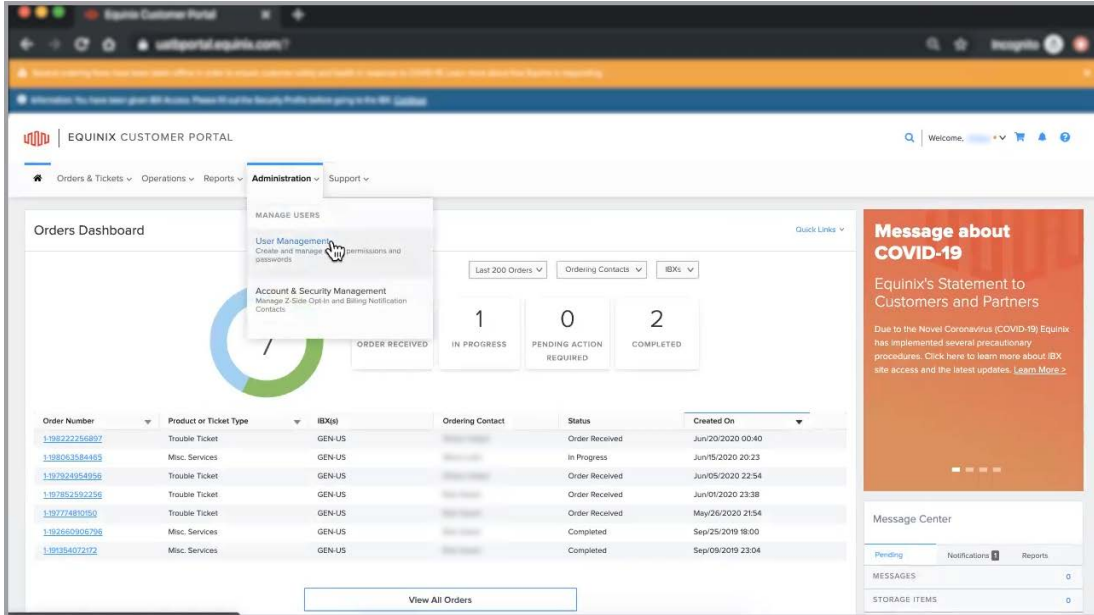 Equinix Customer Portal
Incognito
EQUINIX CUSTOMER PORTAL
Welcome,
Orders & Tickets
Operations
Reports
Administration
Support
MANAGE USERS
User Management
Create and manage
permissions and
passwords
Account & Security Management
Manage Z-Side Opt-In and Billing Notification
Contacts
Orders Dashboard
Quick Links
Last 200 Orders
Ordering Contacts
IBXs
7
ORDER RECEIVED
1
IN PROGRESS
0
PENDING ACTION
REQUIRED
2
COMPLETED
Order Number Product or Ticket Type IBX(s) Ordering Contact Status Created On
1-198222256897 Trouble Ticket GEN-US Order Received Jun/20/2020 00:40
1-198063584465 Misc. Services GEN-US In Progress Jun/15/2020 20:23
1-197924954956 Trouble Ticket GEN-US Order Received Jun/05/2020 22:54
1-197852592256 Trouble Ticket GEN-US Order Received Jun/01/2020 23:38
1-197774810150 Trouble Ticket GEN-US Order Received May/26/2020 21:54
1-192660906796 Misc. Services GEN-US Completed Sep/25/2019 18:00
1-191354072172 Misc. Services GEN-US Completed Sep/09/2019 23:04
View All Orders
Message about
COVID-19
Equinix's Statement to
Customers and Partners
Due to the Novel Coronavirus (COVID-19) Equinix
has implemented several precautionary
procedures. Click here to learn more about IBX
site access and the latest updates. Learn More >
Message Center
Pending
Notifications 1
Reports
MESSAGES 0
STORAGE ITEMS 0